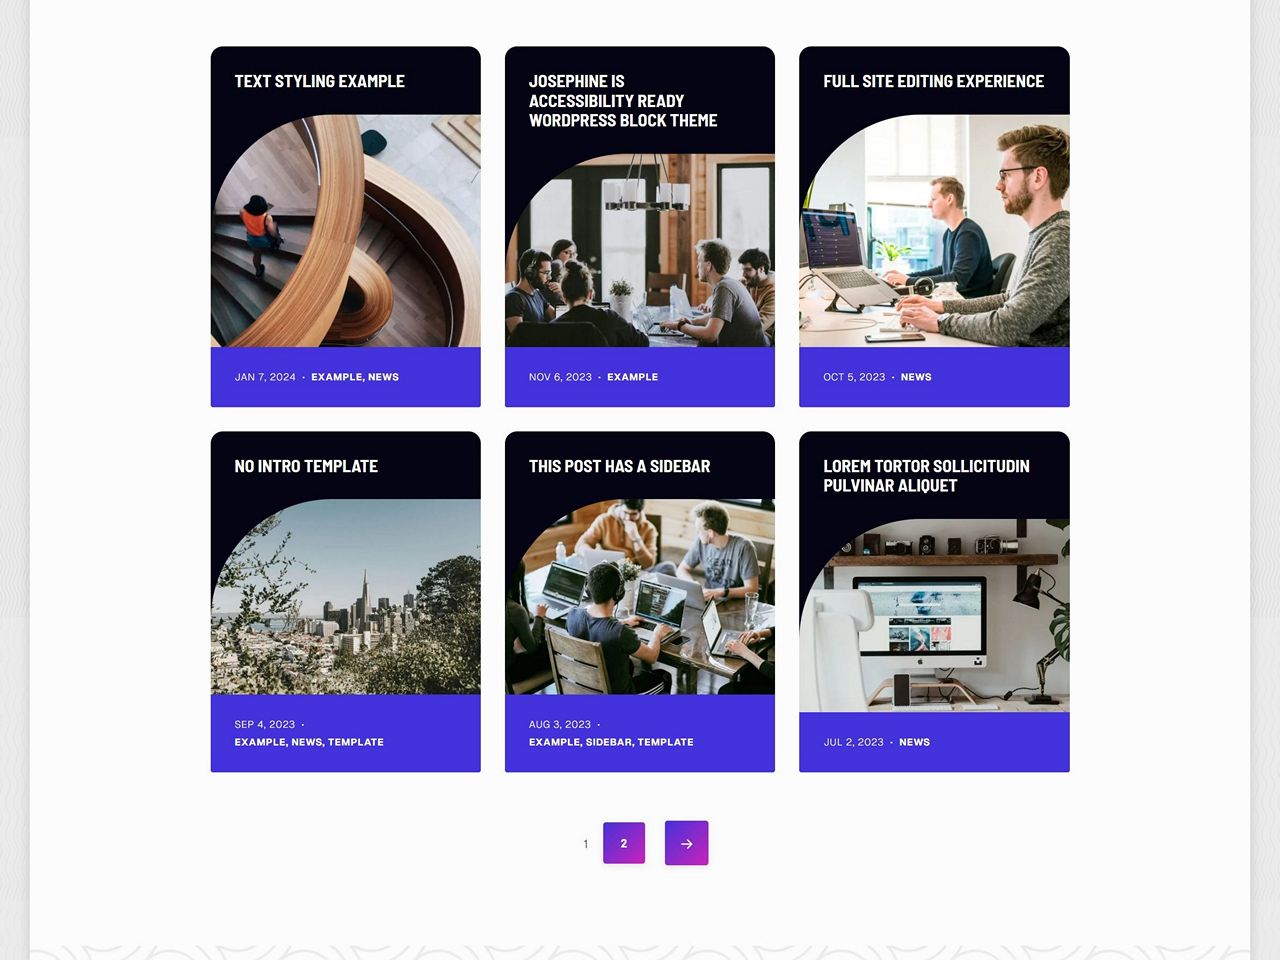 TEXT STYLING EXAMPLE
JAN 7, 2024 · EXAMPLE, NEWS
JOSEPHINE IS
ACCESSIBILITY READY
WORDPRESS BLOCK THEME
NOV 6, 2023 · EXAMPLE
FULL SITE EDITING EXPERIENCE
OCT 5, 2023 · NEWS
NO INTRO TEMPLATE
SEP 4, 2023 ·
EXAMPLE, NEWS, TEMPLATE
THIS POST HAS A SIDEBAR
AUG 3, 2023 ·
EXAMPLE, SIDEBAR, TEMPLATE
LOREM TORTOR SOLLICITUDIN
PULVINAR ALIQUET
JUL 2, 2023 · NEWS
1 2 →